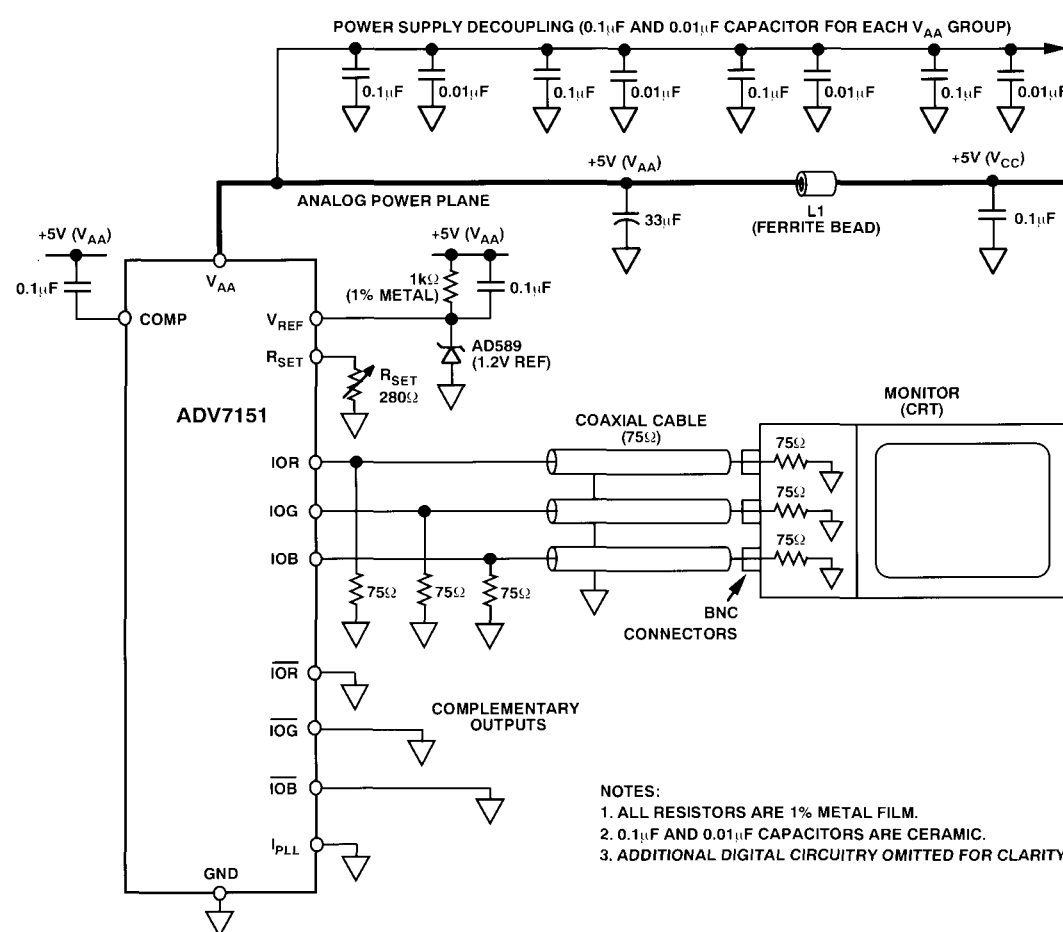 POWER SUPPLY DECOUPLING (0.1µF AND 0.01µF CAPACITOR FOR EACH VAA GROUP)
0.1µF
0.01µF
0.1µF
0.01µF
0.1µF
0.01µF
0.1µF
0.01µF
+5V (VAA)
+5V (VCC)
ANALOG POWER PLANE
33µF
L1
(FERRITE BEAD)
0.1µF
+5V (VAA)
+5V (VAA)
0.1µF
VAA
1kΩ
(1% METAL)
0.1µF
COMP
VREF
AD589
(1.2V REF)
RSET
RSET
280Ω
ADV7151
MONITOR
(CRT)
COAXIAL CABLE
(75Ω)
75Ω
IOR
75Ω
IOG
75Ω
IOB
75Ω
75Ω
75Ω
BNC
CONNECTORS
IOR
COMPLEMENTARY
OUTPUTS
IOG
IOB
IPLL
GND
NOTES:
1. ALL RESISTORS ARE 1% METAL FILM.
2. 0.1µF AND 0.01µF CAPACITORS ARE CERAMIC.
3. ADDITIONAL DIGITAL CIRCUITRY OMITTED FOR CLARITY